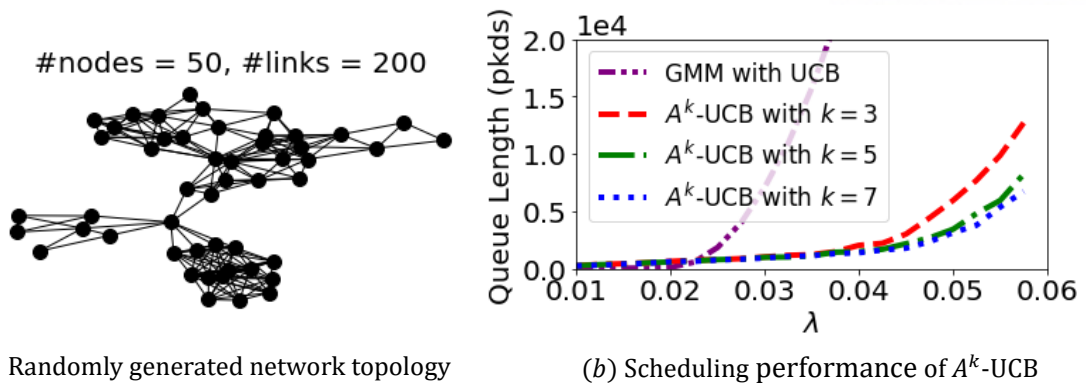 #nodes = 50, #links = 200
Randomly generated network topology
1e4
Queue Length (pkds)
2.0
1.5
1.0
0.5
0.0
GMM with UCB
A^k-UCB with k = 3
A^k-UCB with k = 5
A^k-UCB with k = 7
0.01 0.02 0.03 0.04 0.05 0.06
λ
(b) Scheduling performance of A^k-UCB